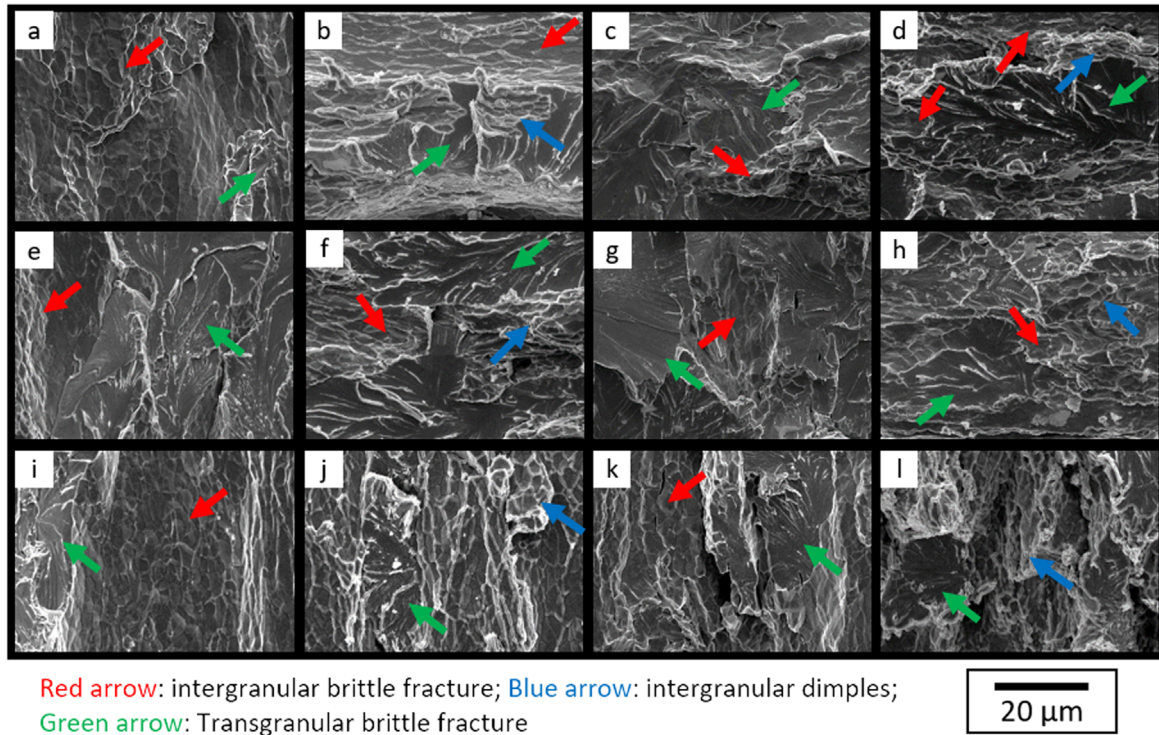 a b c d
e f g h
i j k l
Red arrow: intergranular brittle fracture; Blue arrow: intergranular dimples;
Green arrow: Transgranular brittle fracture
20 µm